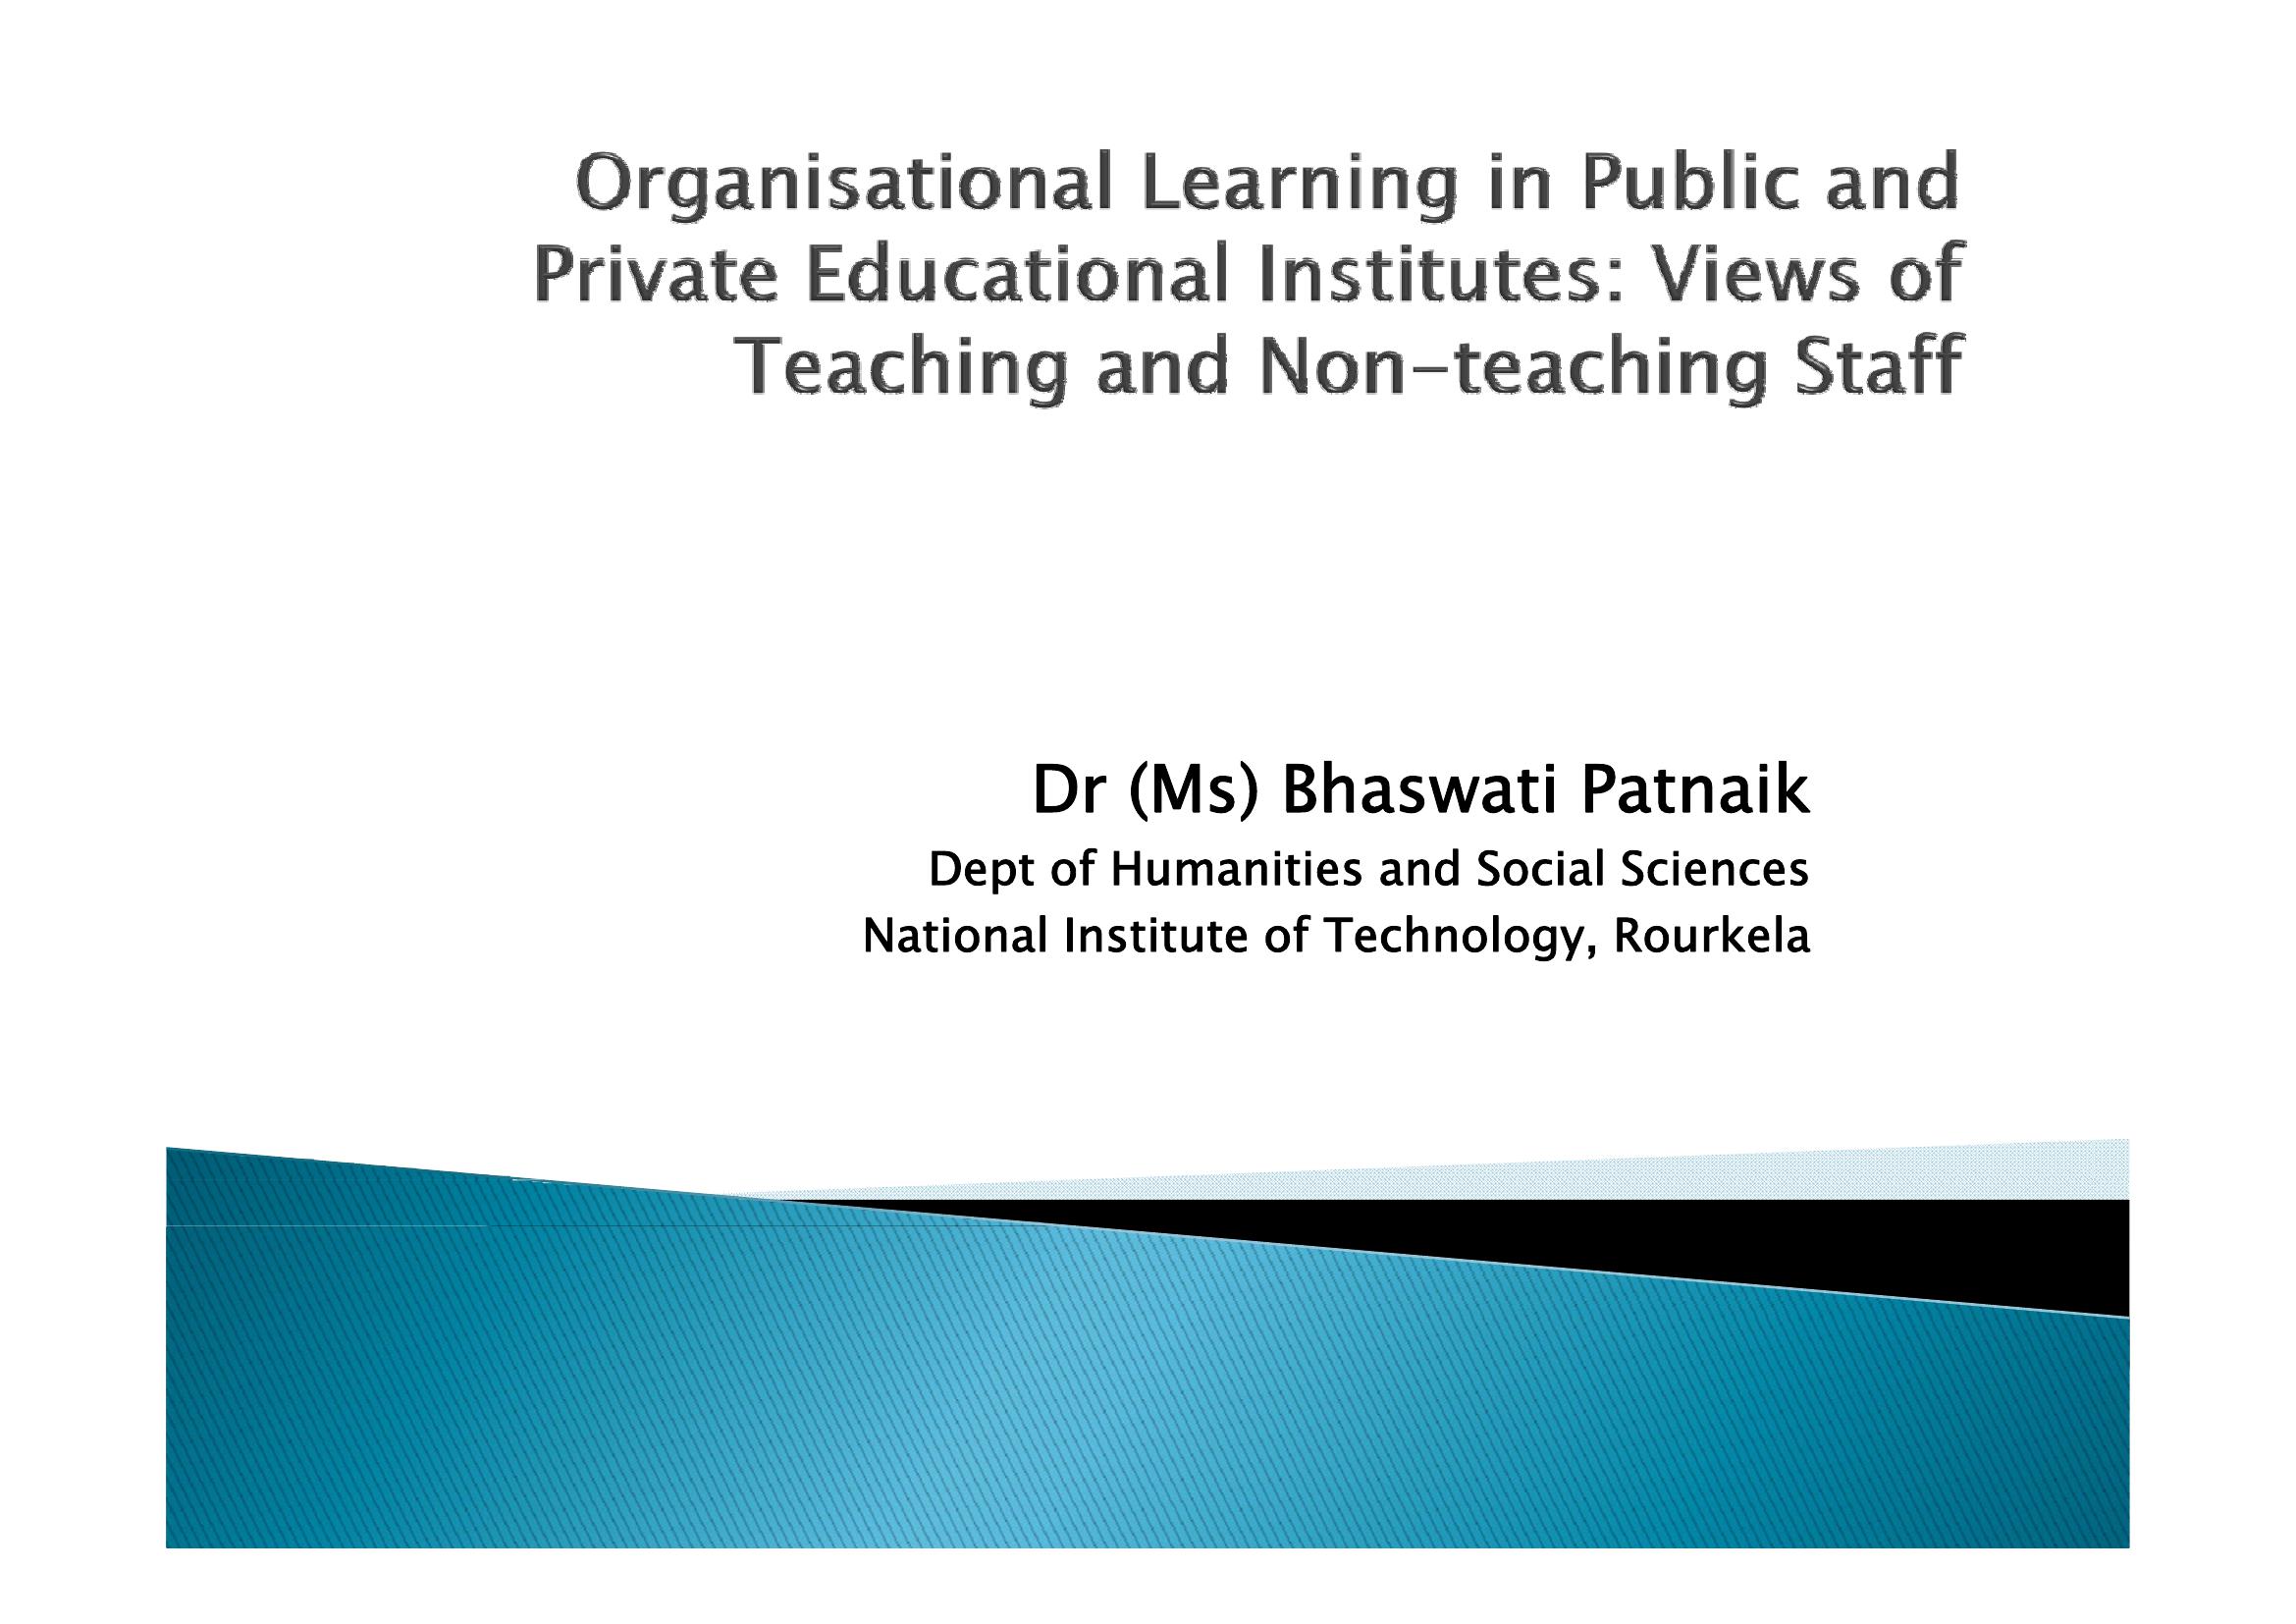 Organisational Learning in Public and
Private Educational Institutes: Views of
Teaching and Non-teaching Staff
Dr (Ms) Bhaswati Patnaik
Dept of Humanities and Social Sciences
National Institute of Technology, Rourkela